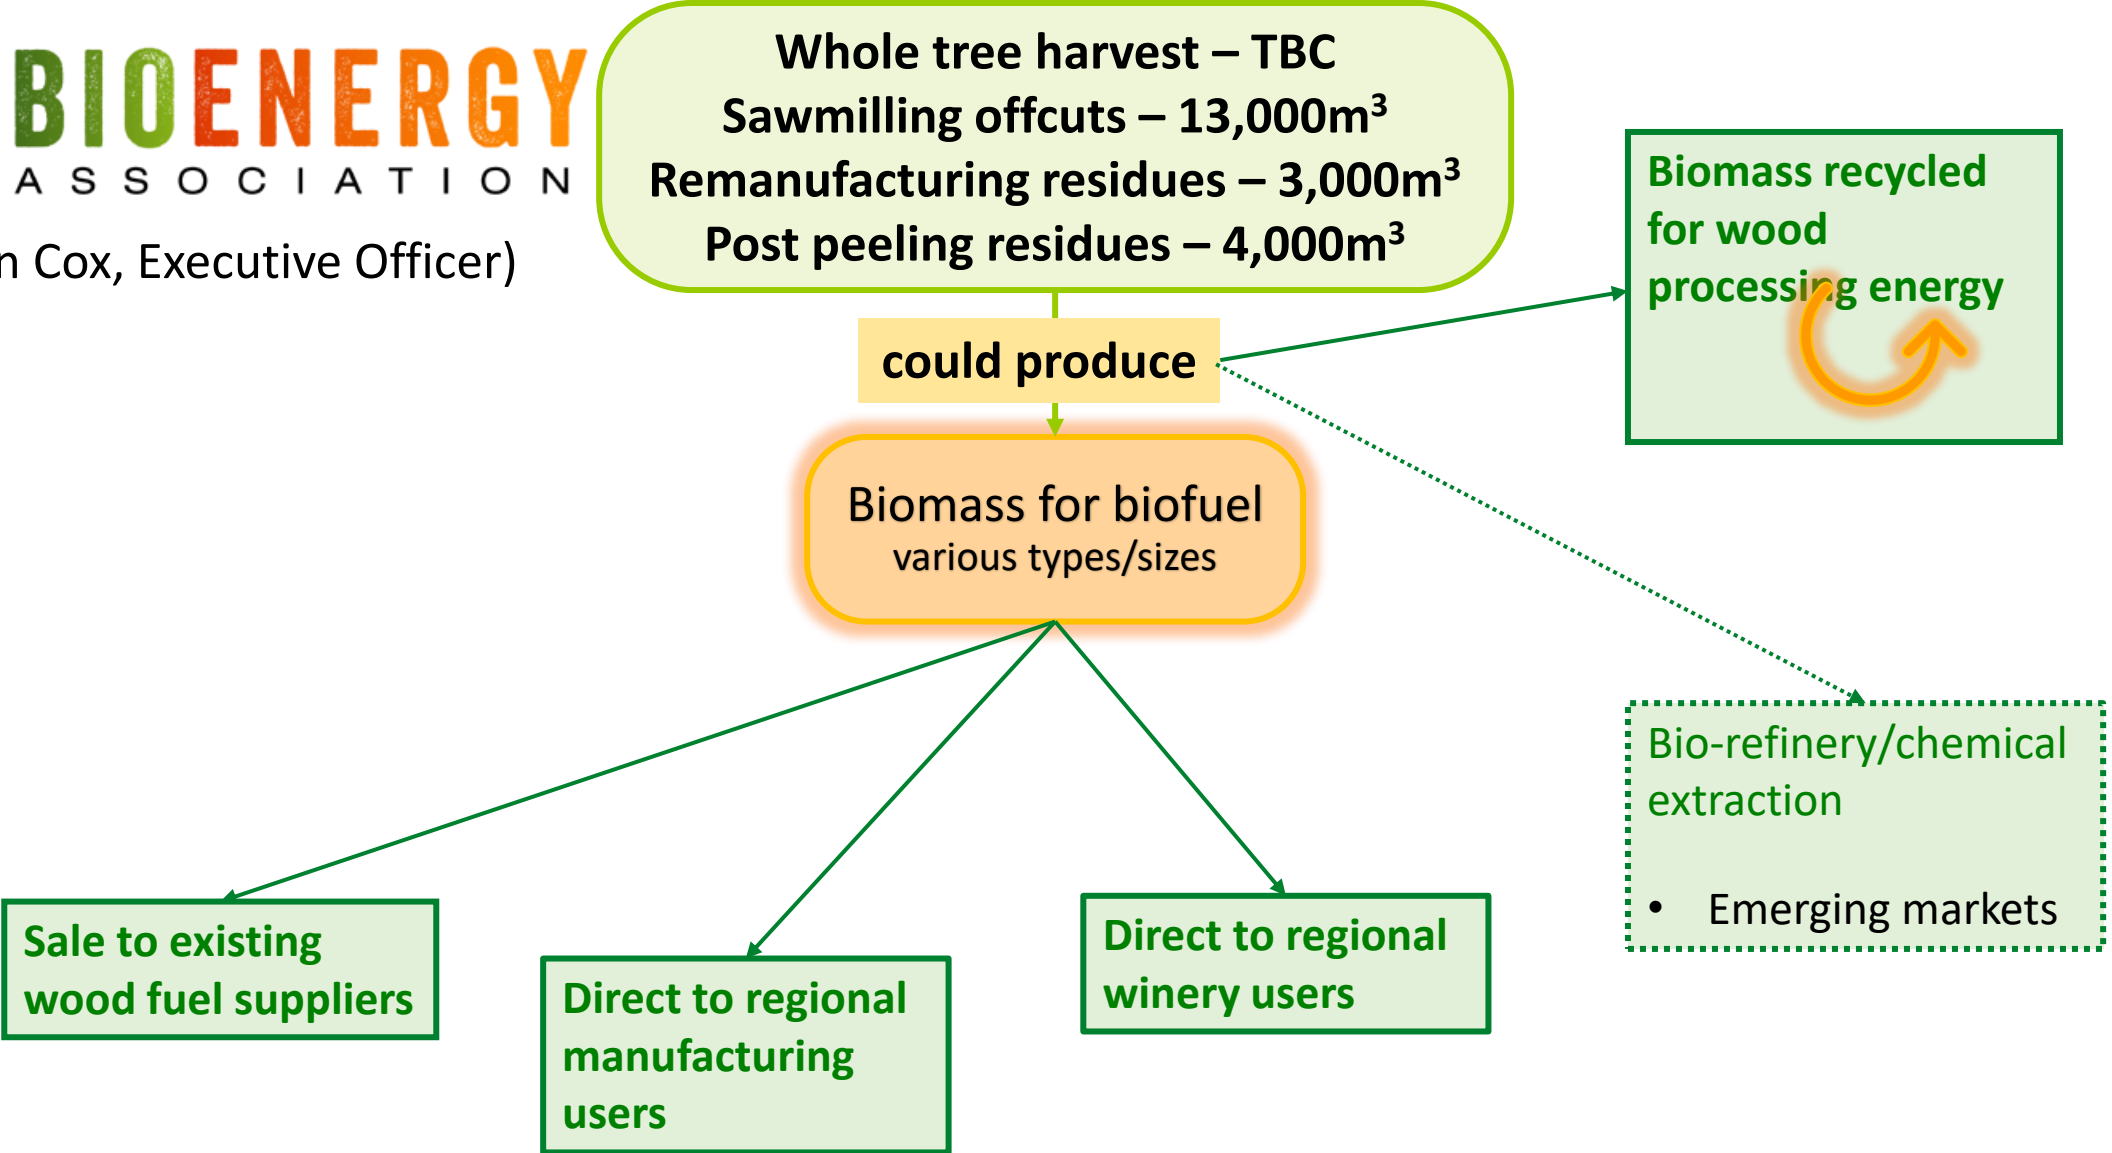 BIOENERGY
ASSOCIATION
n Cox, Executive Officer)
Whole tree harvest – TBC
Sawmilling offcuts – 13,000m³
Remanufacturing residues – 3,000m³
Post peeling residues – 4,000m³
could produce
Biomass recycled
for wood
processing energy
Biomass for biofuel
various types/sizes
Bio-refinery/chemical
extraction
• Emerging markets
Sale to existing
wood fuel suppliers
Direct to regional
manufacturing
users
Direct to regional
winery users